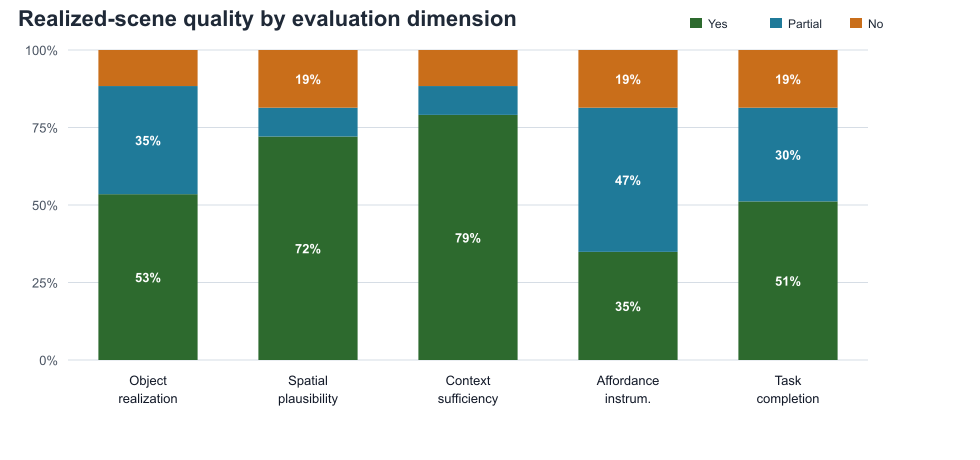 Realized-scene quality by evaluation dimension
Yes Partial No
100%
75%
50%
25%
0%
19% 19% 19%
35% 47% 30%
53% 72% 79% 35% 51%
Object Spatial Context Affordance Task
realization plausibility sufficiency instrum. completion